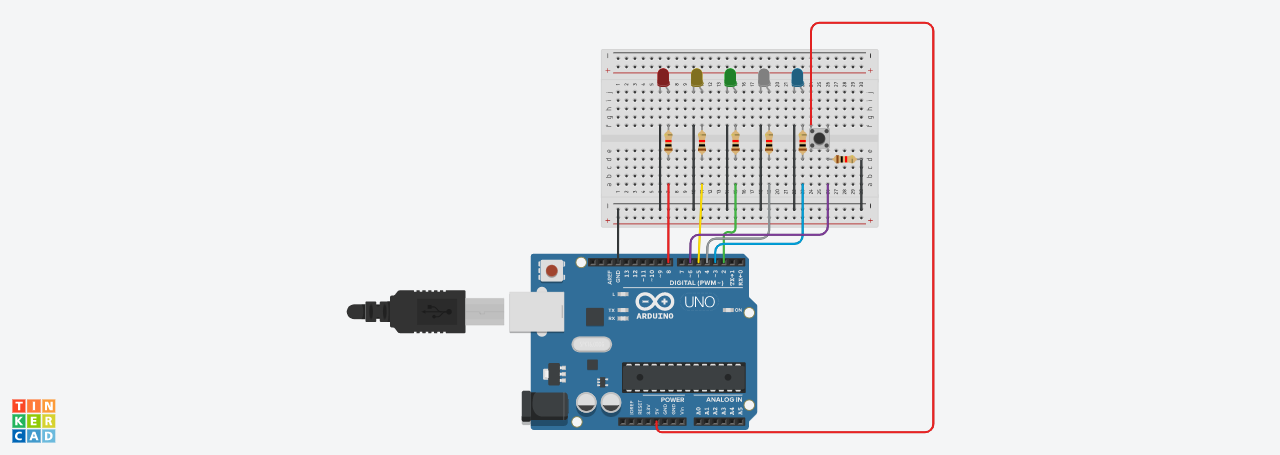 AREF
GND
13
12
~11
~10
~9
8
7
~6
~5
4
~3
2
TX→1
RX←0
DIGITAL (PWM~)
L
TX
RX
UNO
ARDUINO
ON
POWER
ANALOG IN
IOREF
RESET
3.3V
5V
GND
GND
Vin
A0
A1
A2
A3
A4
A5
TIN
KER
CAD